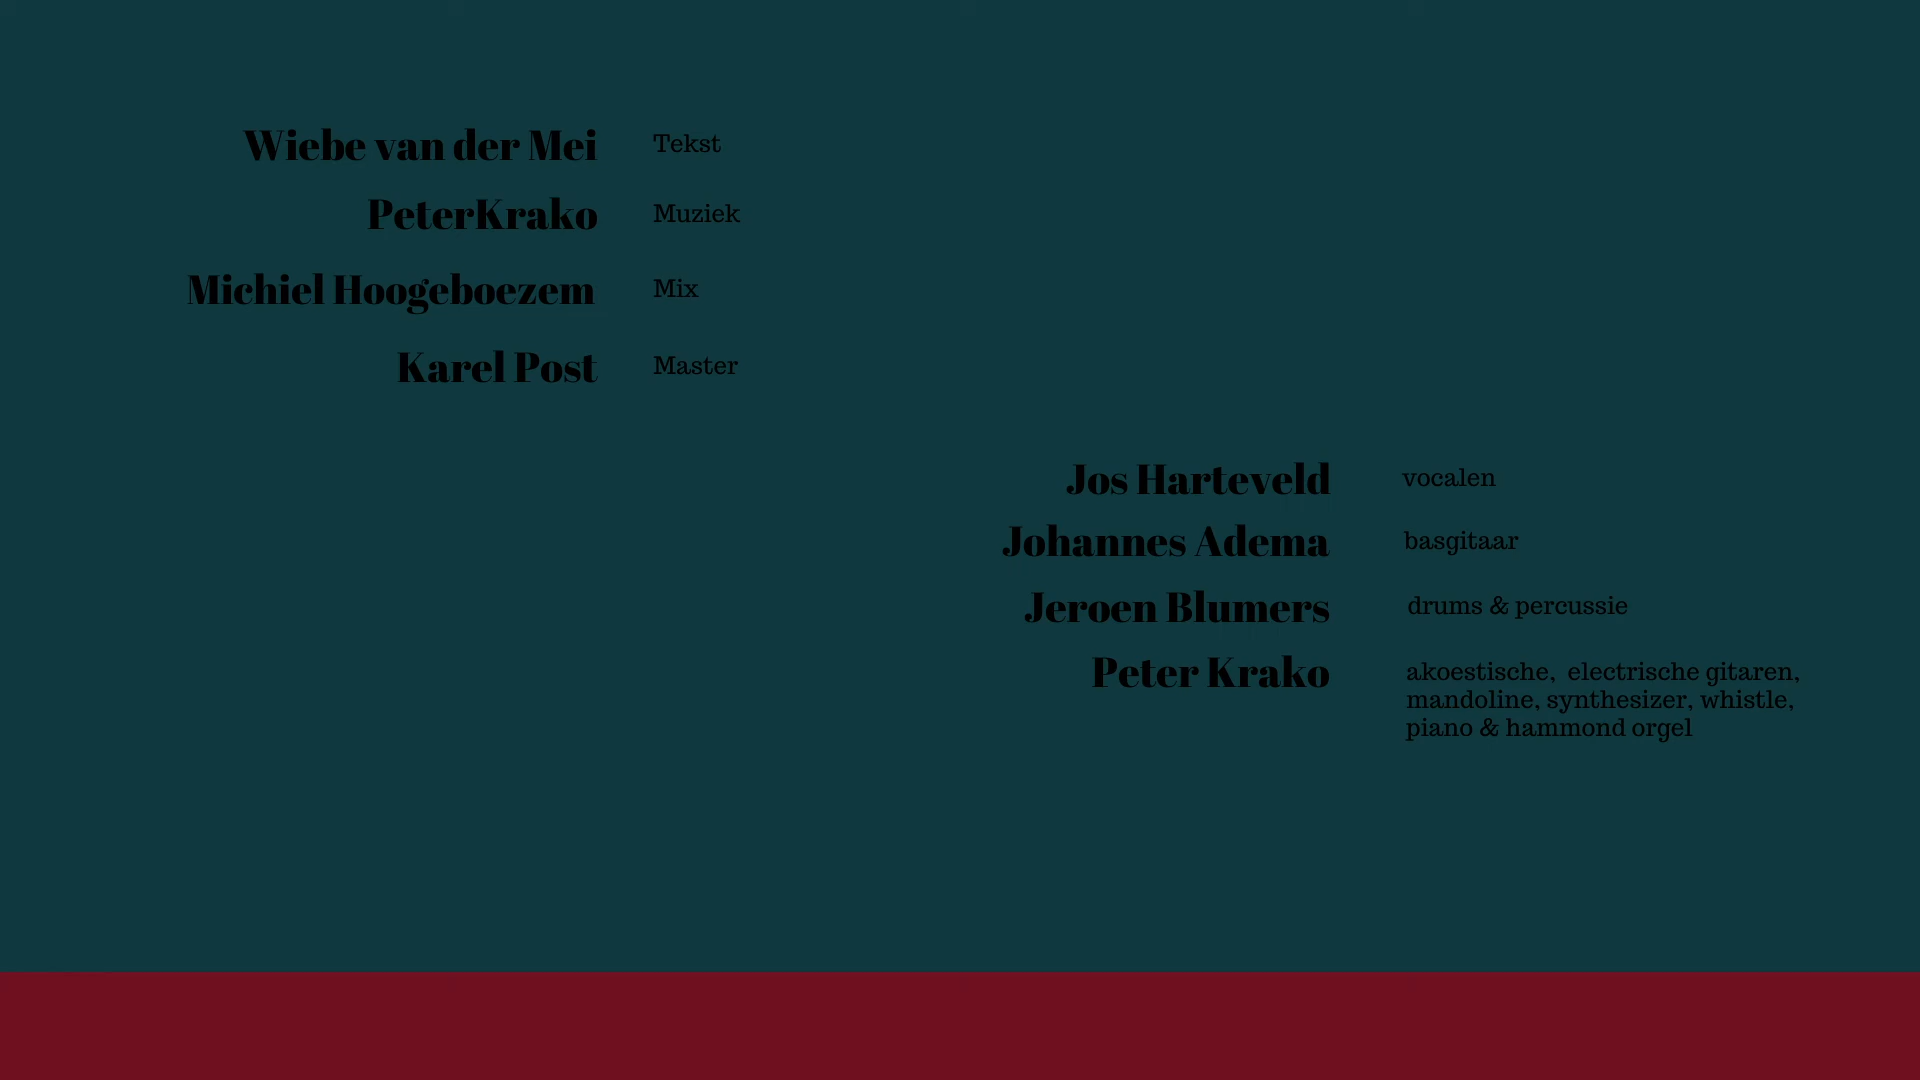 Wiebe van der Mei Tekst
PeterKrako Muziek
Michiel Hoogeboezem Mix
Karel Post Master
Jos Harteveld vocalen
Johannes Adema basgitaar
Jeroen Blumers drums & percussie
Peter Krako akoestische, electrische gitaren,
mandoline, synthesizer, whistle,
piano & hammond orgel